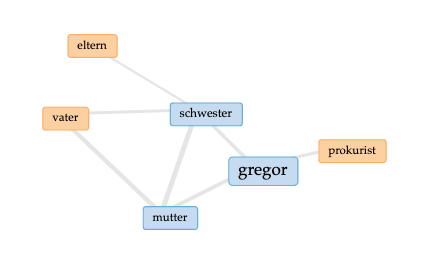 eltern
schwester
vater
prokurist
gregor
mutter